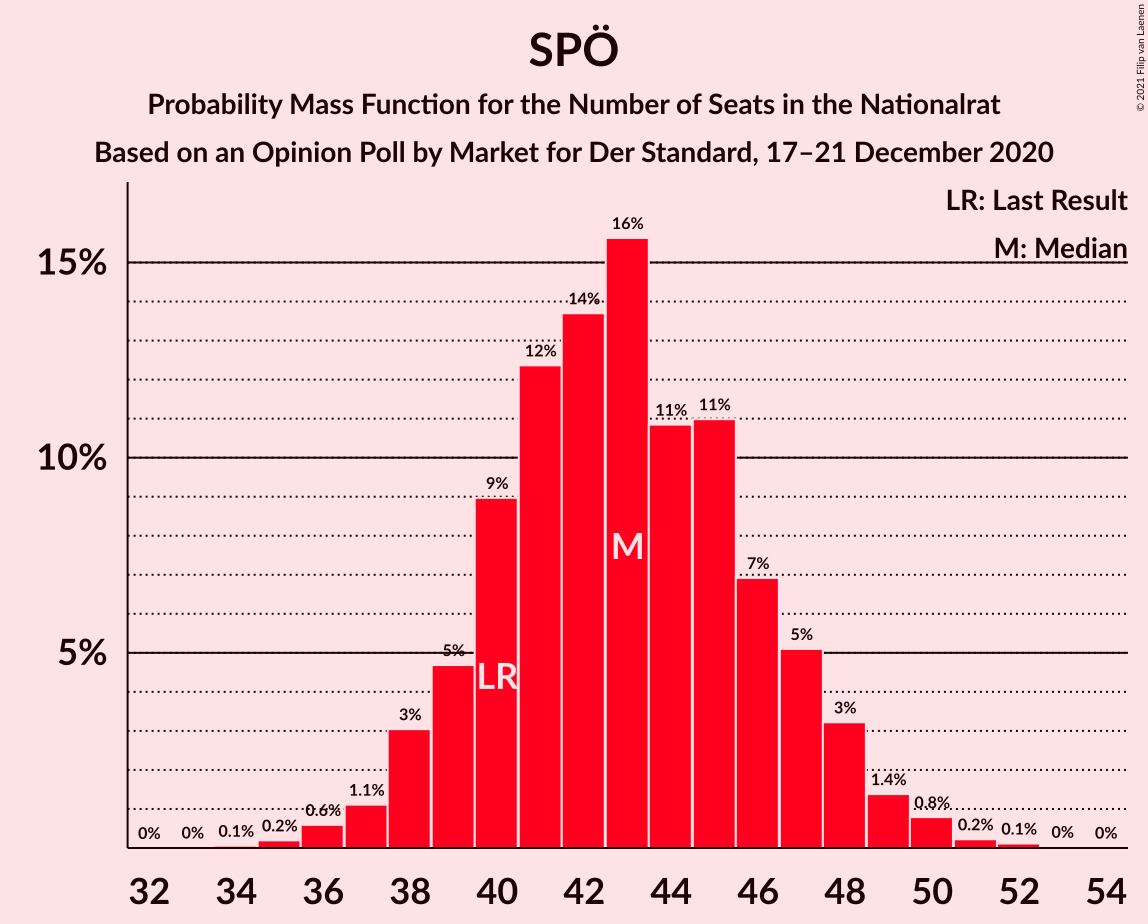 SPÖ
Probability Mass Function for the Number of Seats in the Nationalrat
Based on an Opinion Poll by Market for Der Standard, 17–21 December 2020
© 2021 Filip van Laenen
LR: Last Result
M: Median
15%
10%
5%
0%
0%
0.1%
0.2%
0.6%
1.1%
3%
5%
9%
12%
14%
16%
11%
11%
7%
5%
3%
1.4%
0.8%
0.2%
0.1%
0%
0%
LR
M
32 34 36 38 40 42 44 46 48 50 52 54